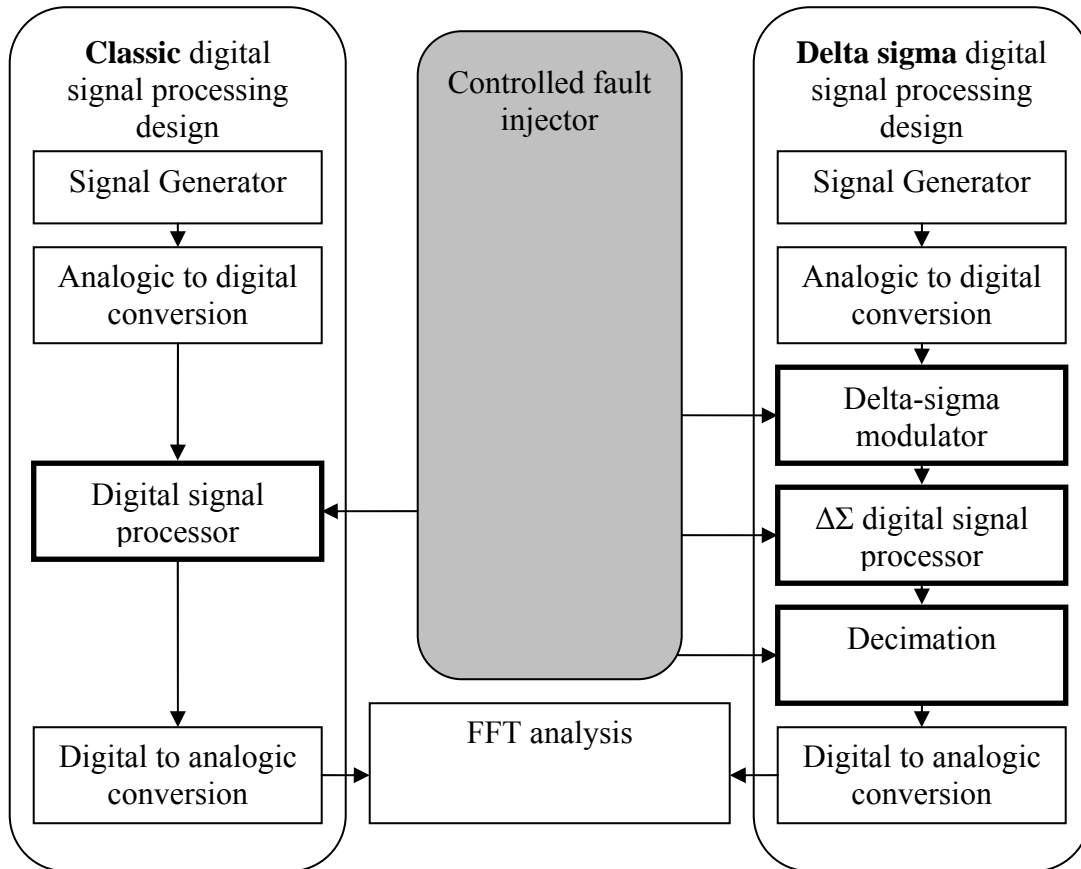 Classic digital
signal processing
design
Signal Generator
Analogic to digital
conversion
Digital signal
processor
Digital to analogic
conversion
Controlled fault
injector
FFT analysis
Delta sigma digital
signal processing
design
Signal Generator
Analogic to digital
conversion
Delta-sigma
modulator
ΔΣ digital signal
processor
Decimation
Digital to analogic
conversion